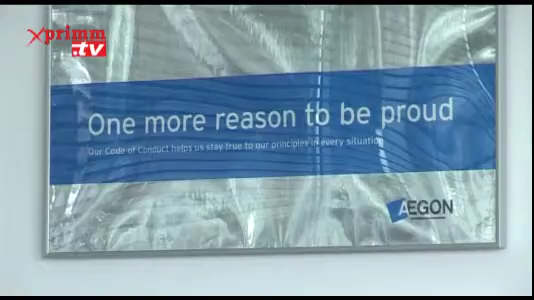 xprimm
.tv
One more reason to be proud
Our Code of Conduct helps us stay true to our principles in every situation
AEGON